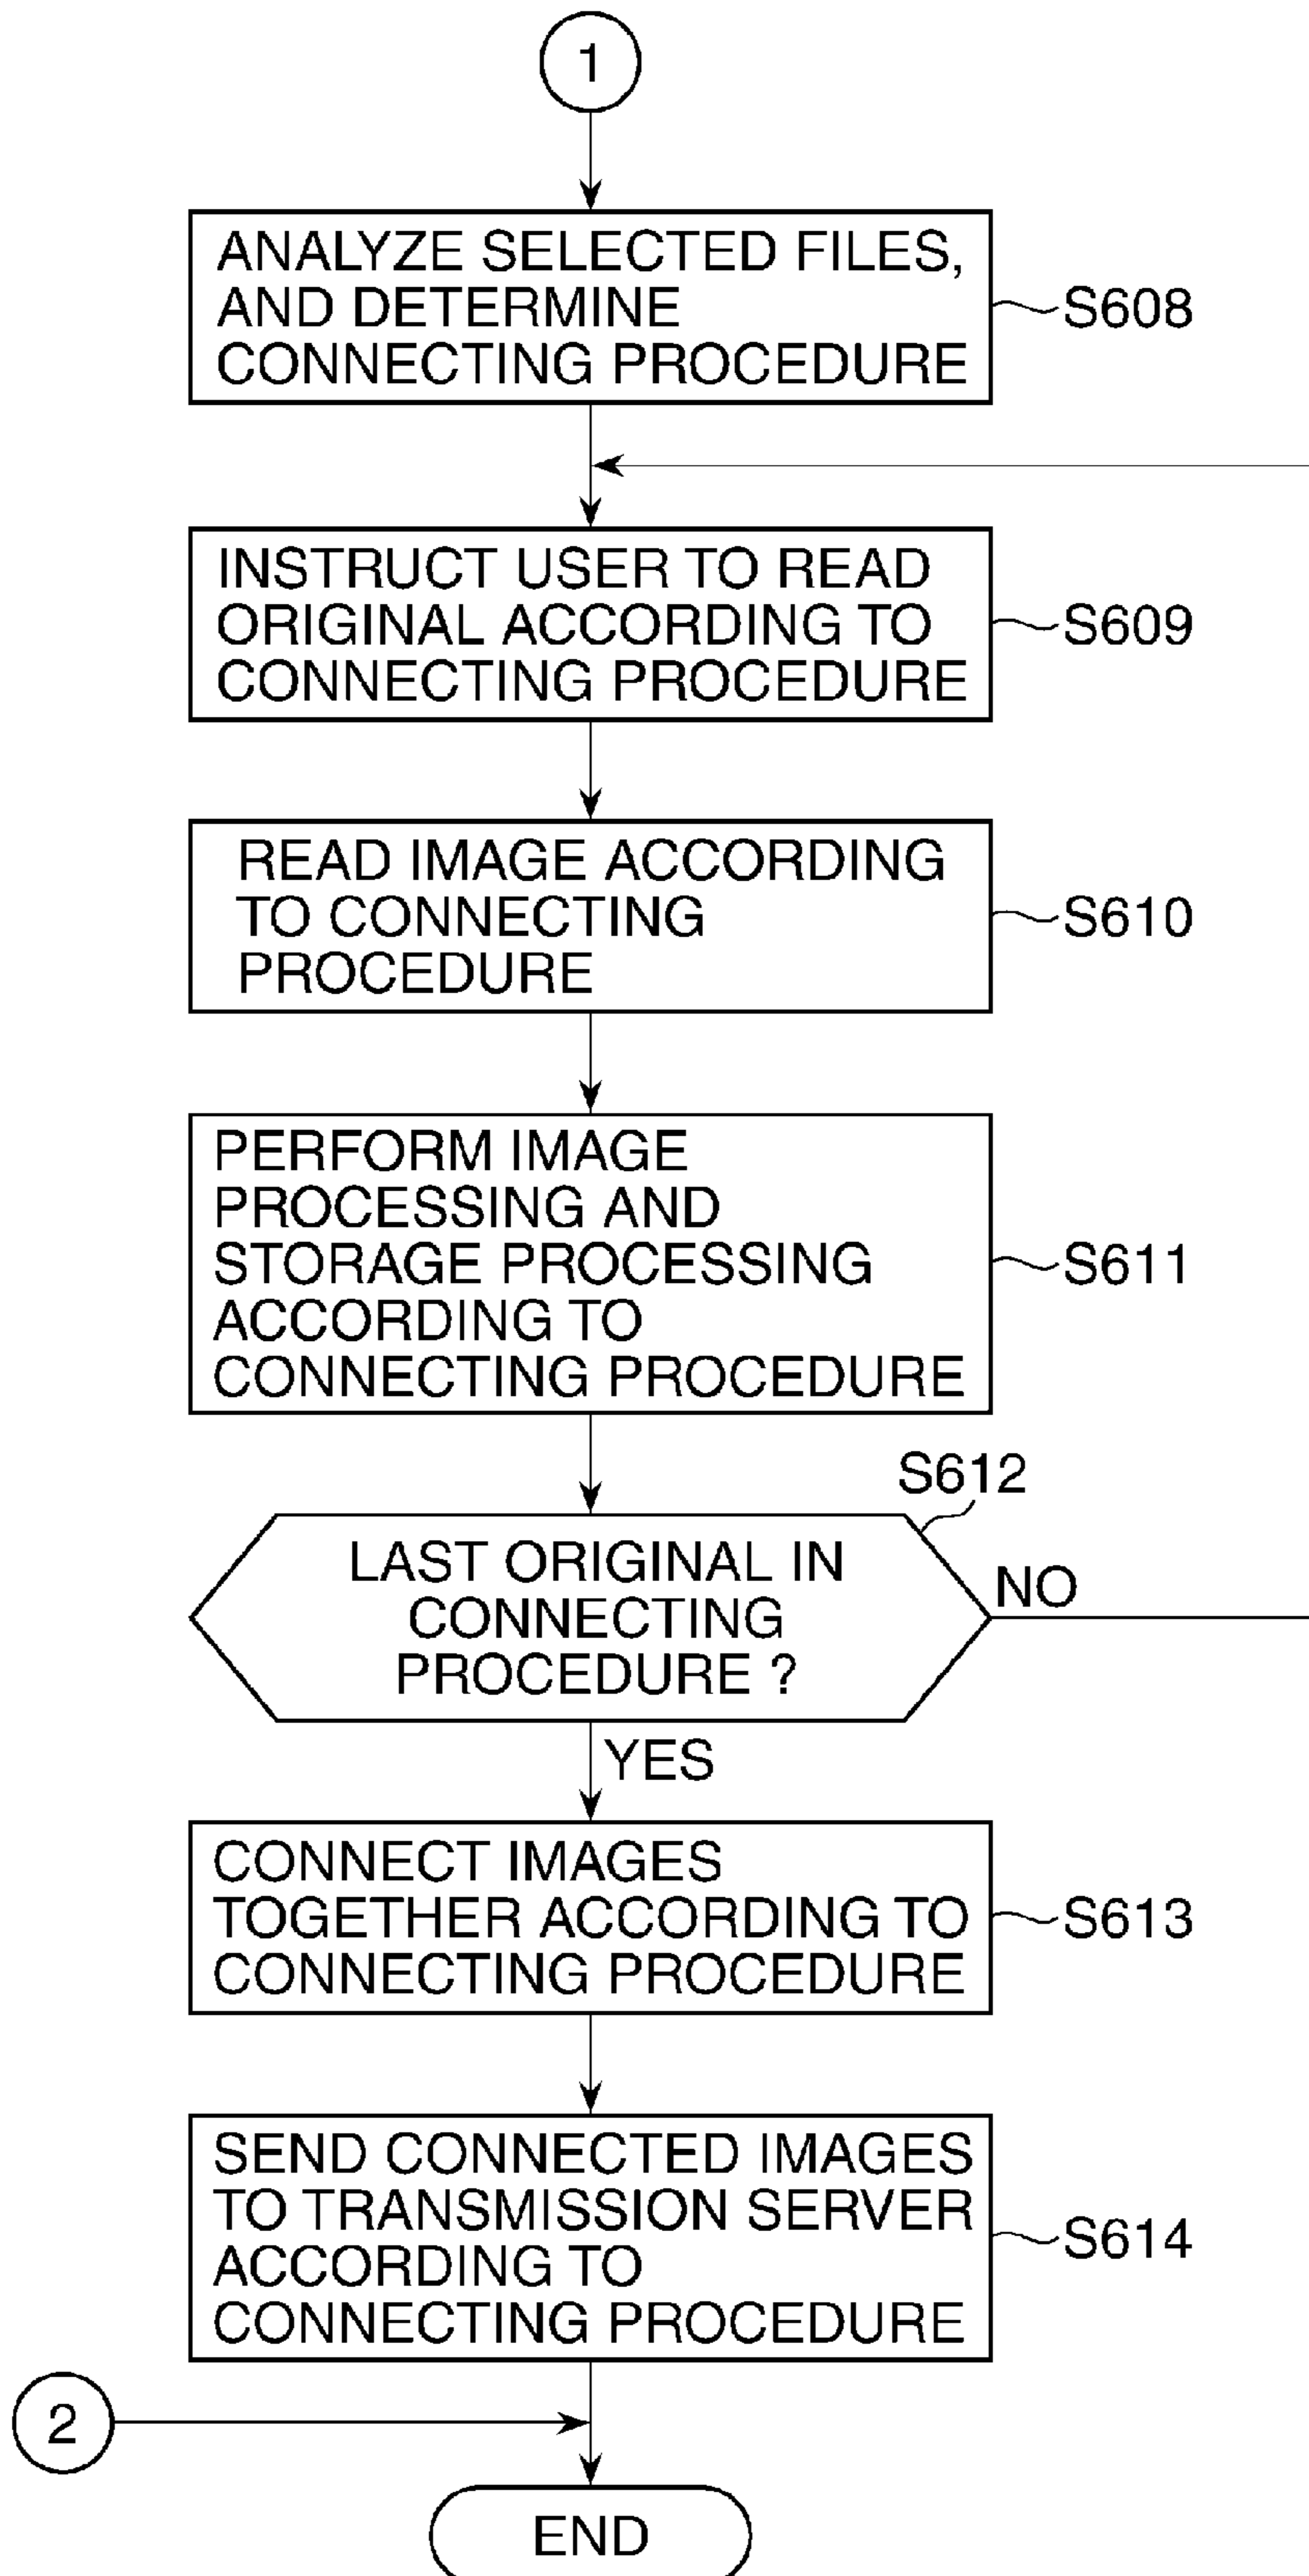 1
ANALYZE SELECTED FILES,
AND DETERMINE
CONNECTING PROCEDURE
S608
INSTRUCT USER TO READ
ORIGINAL ACCORDING TO
CONNECTING PROCEDURE
S609
READ IMAGE ACCORDING
TO CONNECTING
PROCEDURE
S610
PERFORM IMAGE
PROCESSING AND
STORAGE PROCESSING
ACCORDING TO
CONNECTING PROCEDURE
S611
S612
LAST ORIGINAL IN
CONNECTING
PROCEDURE ?
NO
YES
CONNECT IMAGES
TOGETHER ACCORDING TO
CONNECTING PROCEDURE
S613
SEND CONNECTED IMAGES
TO TRANSMISSION SERVER
ACCORDING TO
CONNECTING PROCEDURE
S614
2
END